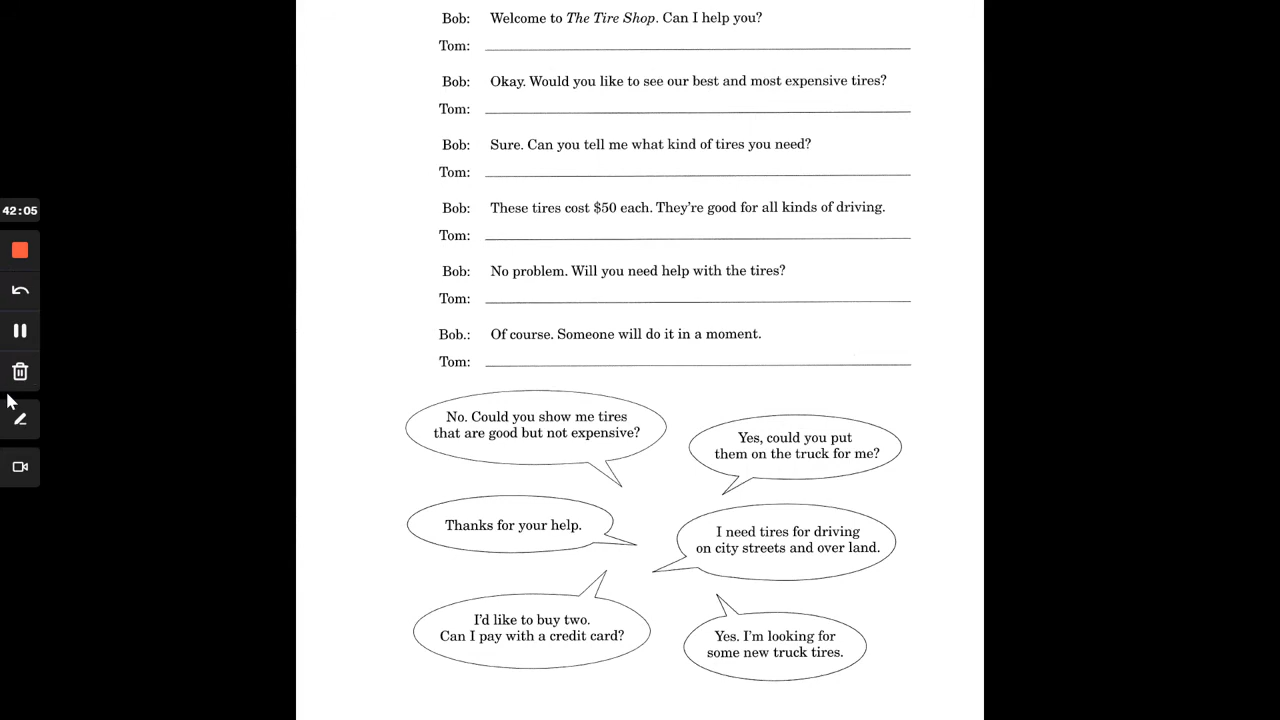 Bob: Welcome to The Tire Shop. Can I help you?
Tom:
Bob: Okay. Would you like to see our best and most expensive tires?
Tom:
Bob: Sure. Can you tell me what kind of tires you need?
Tom:
Bob: These tires cost $50 each. They're good for all kinds of driving.
Tom:
Bob: No problem. Will you need help with the tires?
Tom:
Bob.: Of course. Someone will do it in a moment.
Tom:
42:05
No. Could you show me tires
that are good but not expensive?
Yes, could you put
them on the truck for me?
Thanks for your help.
I need tires for driving
on city streets and over land.
I'd like to buy two.
Can I pay with a credit card?
Yes. I'm looking for
some new truck tires.